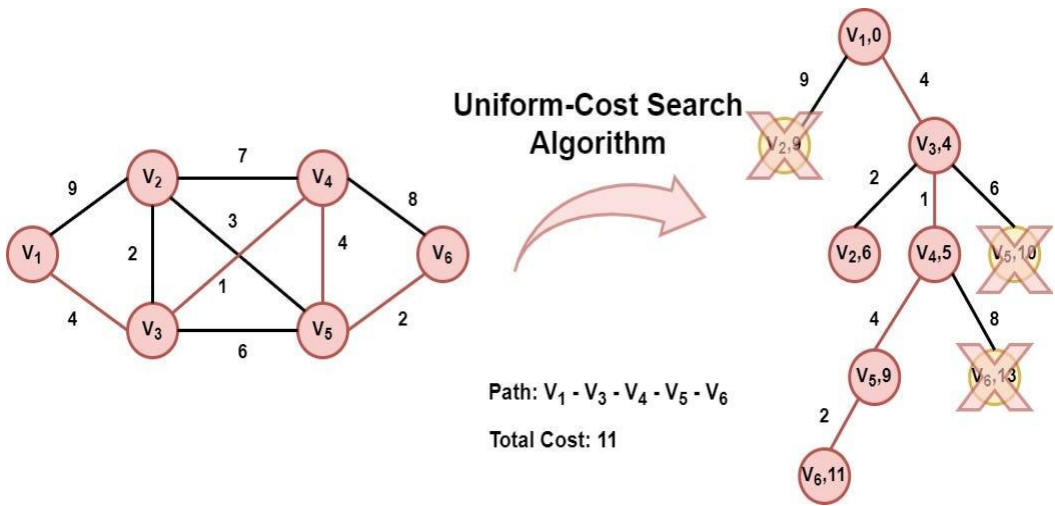 Uniform-Cost Search
Algorithm
9
7
8
3
2
4
1
4
6
2
V1
V2
V3
V4
V5
V6
V1,0
9
4
V2,9
V3,4
2
1
6
V2,6
V4,5
V5,10
4
8
V5,9
V6,13
2
V6,11
Path: V1 - V3 - V4 - V5 - V6
Total Cost: 11